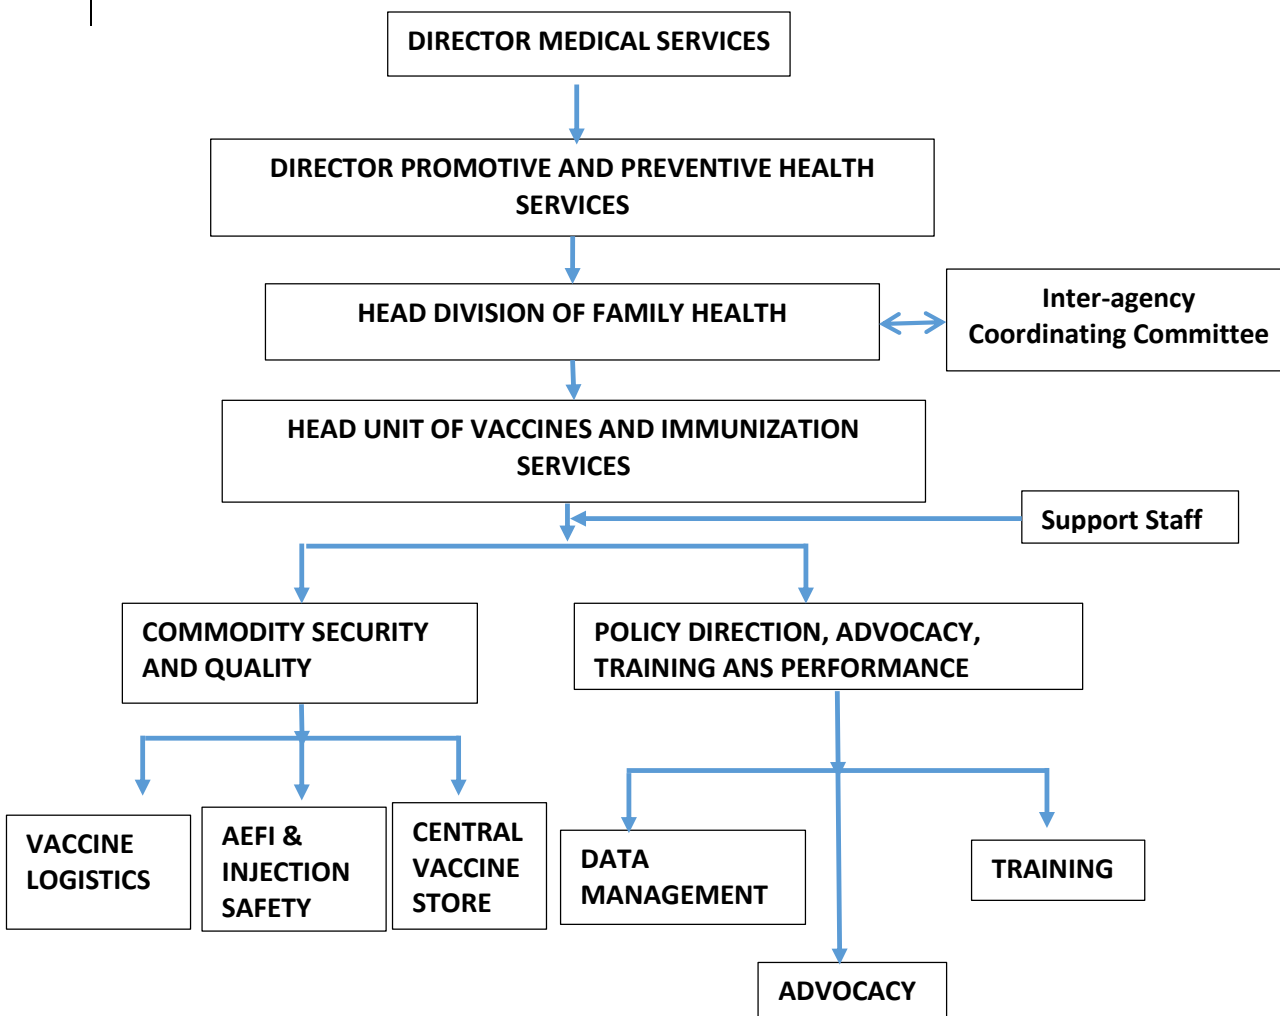 DIRECTOR MEDICAL SERVICES
DIRECTOR PROMOTIVE AND PREVENTIVE HEALTH
SERVICES
HEAD DIVISION OF FAMILY HEALTH
Inter-agency
Coordinating Committee
HEAD UNIT OF VACCINES AND IMMUNIZATION
SERVICES
Support Staff
COMMODITY SECURITY
AND QUALITY
POLICY DIRECTION, ADVOCACY,
TRAINING ANS PERFORMANCE
VACCINE
LOGISTICS
AEFI &
INJECTION
SAFETY
CENTRAL
VACCINE
STORE
DATA
MANAGEMENT
TRAINING
ADVOCACY